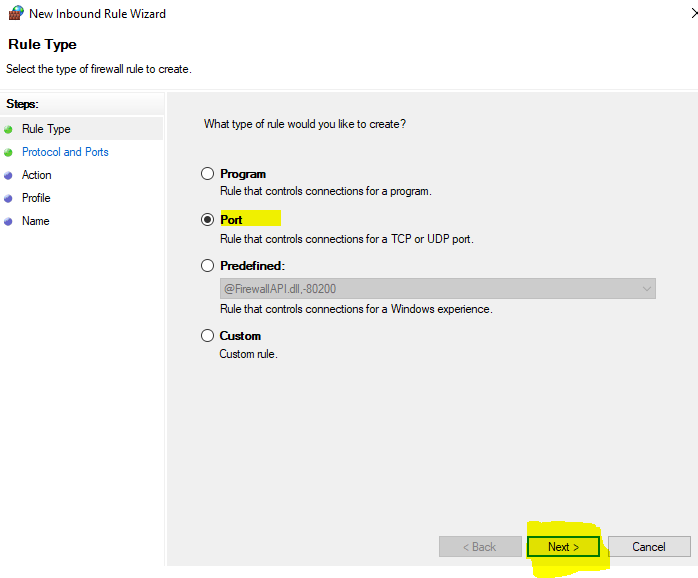 New Inbound Rule Wizard
Rule Type
Select the type of firewall rule to create.
Steps:
Rule Type
Protocol and Ports
Action
Profile
Name
What type of rule would you like to create?
Program
Rule that controls connections for a program.
Port
Rule that controls connections for a TCP or UDP port.
Predefined:
@FirewallAPI.dll,-80200
Rule that controls connections for a Windows experience.
Custom
Custom rule.
< Back
Next >
Cancel